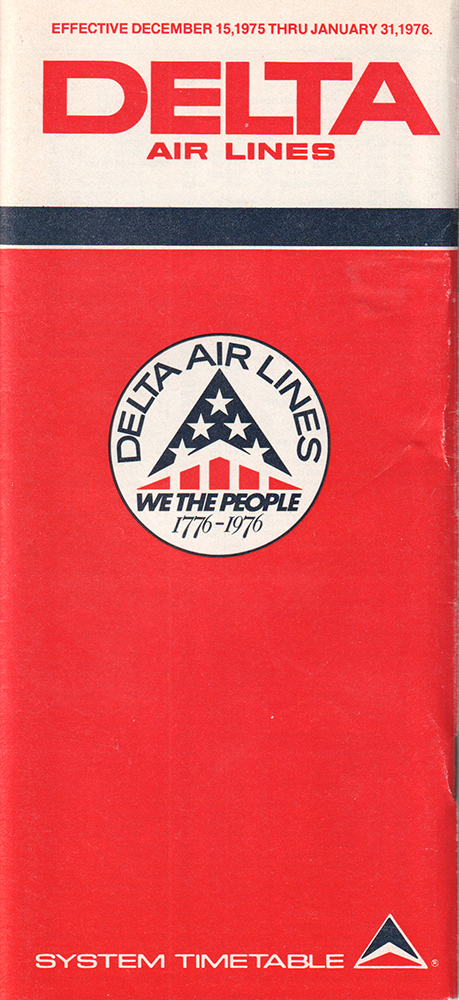 EFFECTIVE DECEMBER 15,1975 THRU JANUARY 31,1976.
DELTA
AIR LINES
DELTA AIR LINES
WE THE PEOPLE
1776-1976
SYSTEM TIMETABLE ®